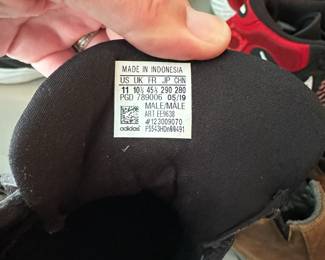 MADE IN INDONESIA
US UK FR JP CHN
11 10½ 45⅓ 290 280
PGD 789006 05/19
MALE/MALE
ART EE9638
#123009070
adidas